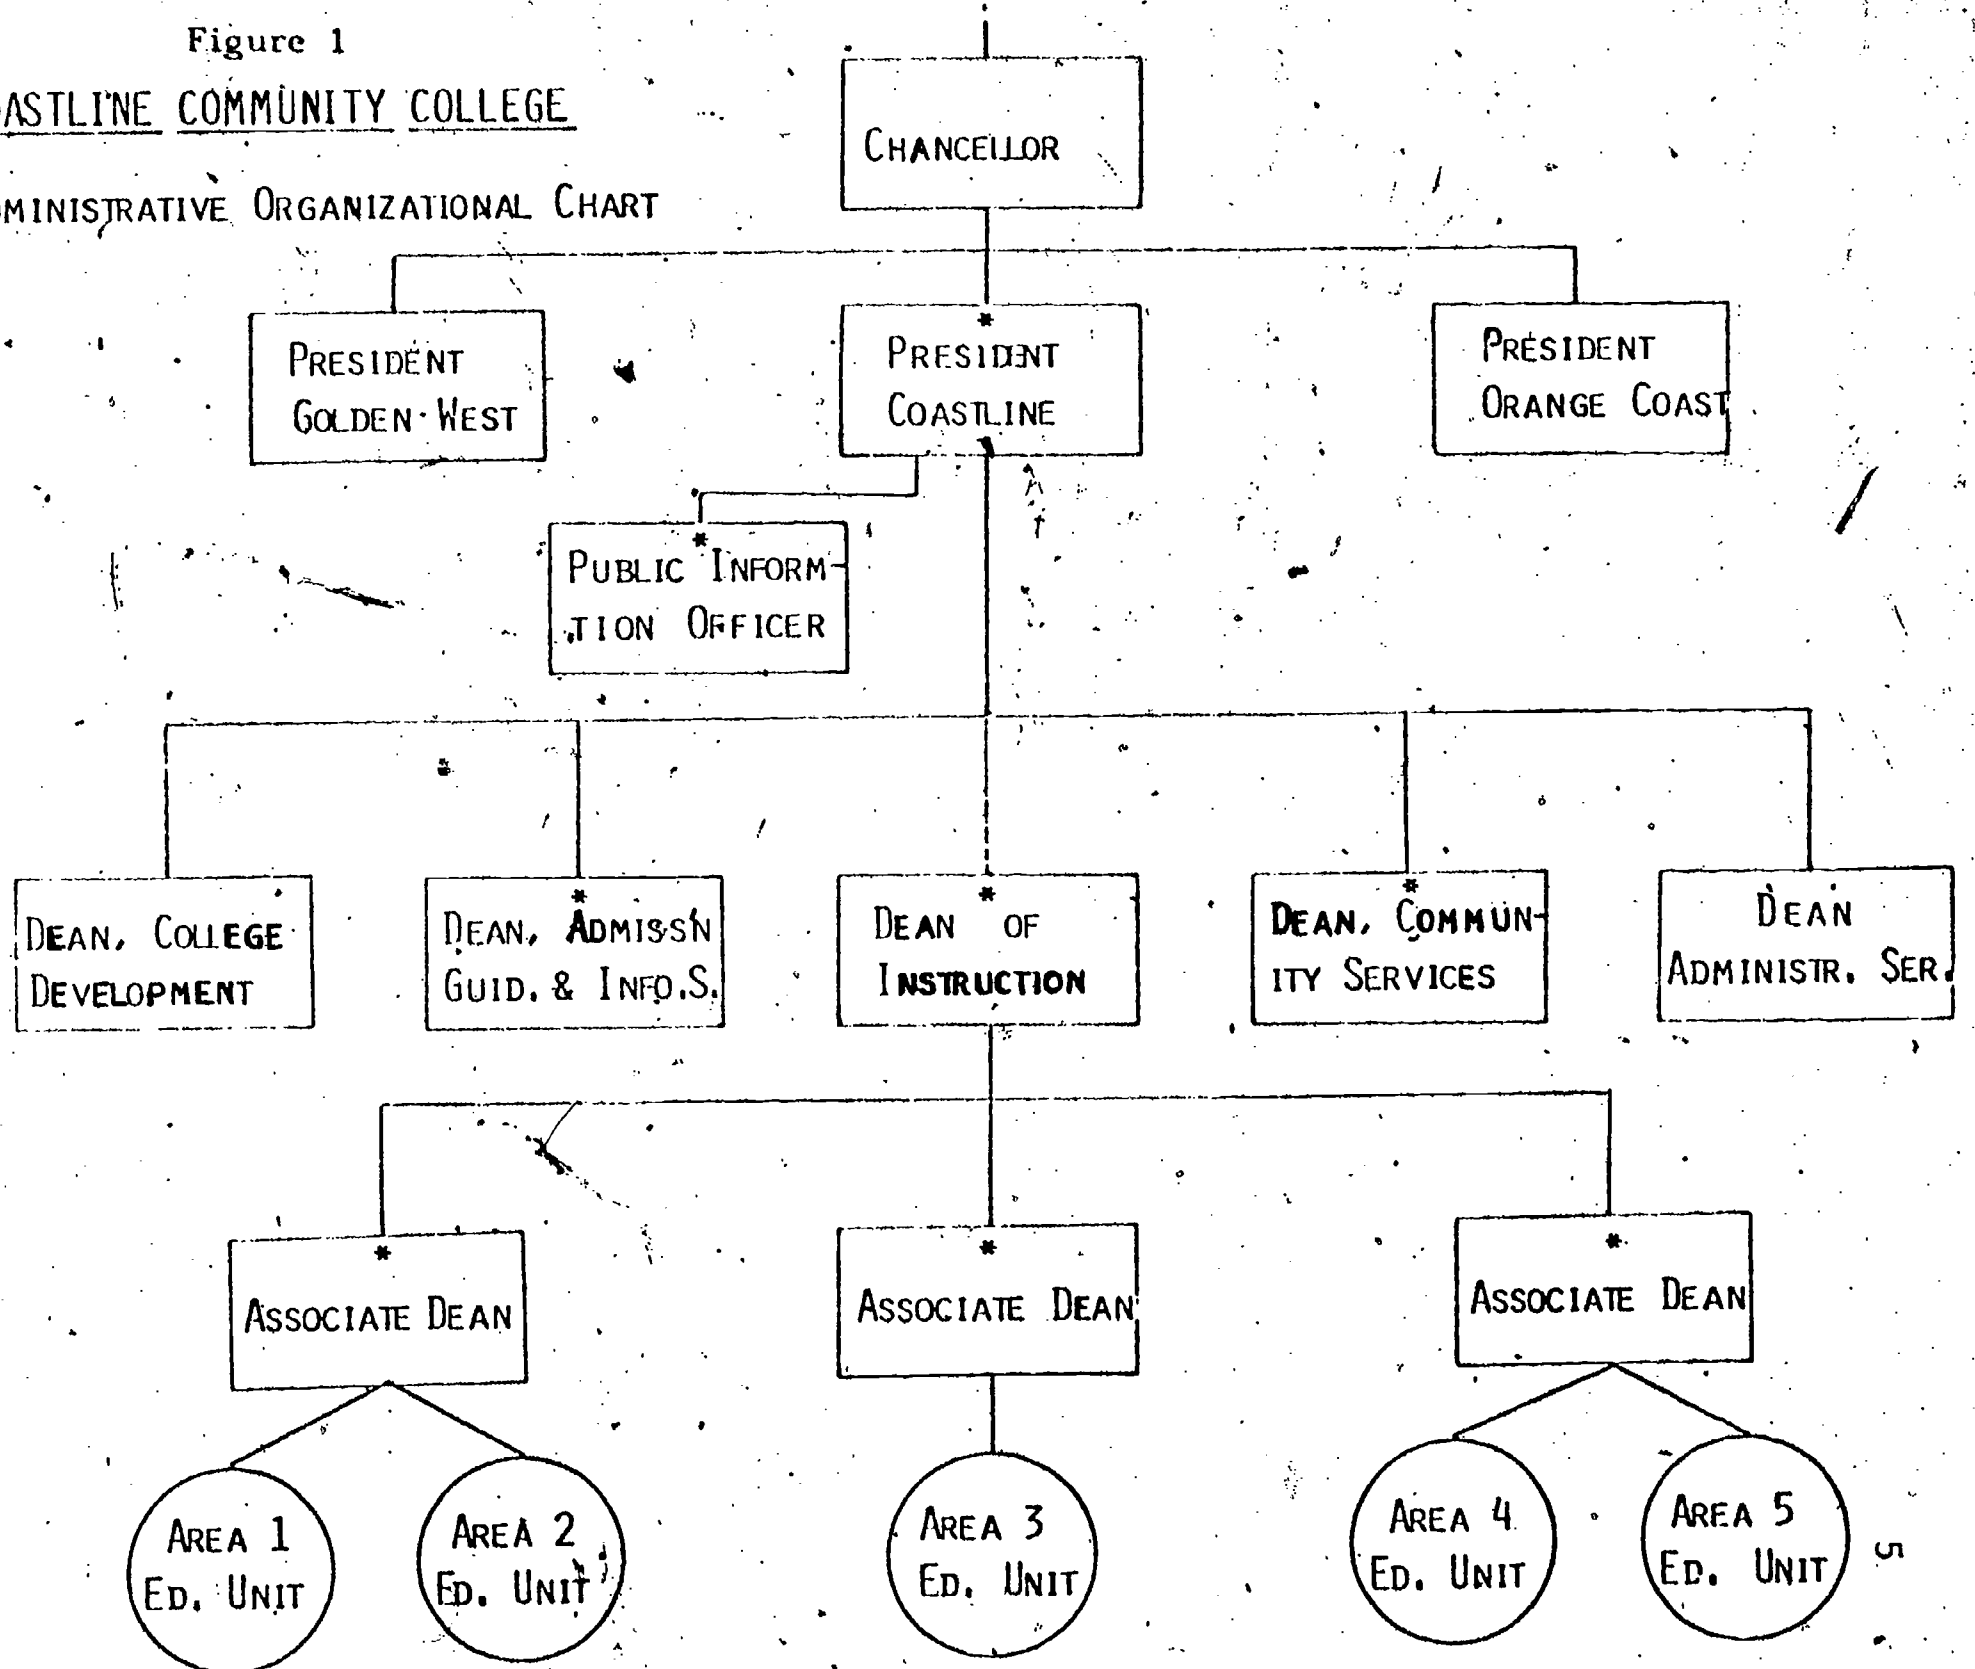 Figure 1
ASTLINE COMMUNITY COLLEGE
MINISTRATIVE ORGANIZATIONAL CHART
CHANCELLOR
PRESIDENT
GOLDEN WEST
*
PRESIDENT
COASTLINE
PRESIDENT
ORANGE COAST
*
PUBLIC INFORM-
TION OFFICER
DEAN, COLLEGE
DEVELOPMENT
*
DEAN, ADMISS'N
GUID. & INFO.S.
*
DEAN OF
INSTRUCTION
*
DEAN, COMMUN-
ITY SERVICES
DEAN
ADMINISTR. SER.
*
ASSOCIATE DEAN
*
ASSOCIATE DEAN
*
ASSOCIATE DEAN
AREA 1
ED. UNIT
AREA 2
ED. UNIT
AREA 3
ED. UNIT
AREA 4
ED. UNIT
AREA 5
ED. UNIT
5